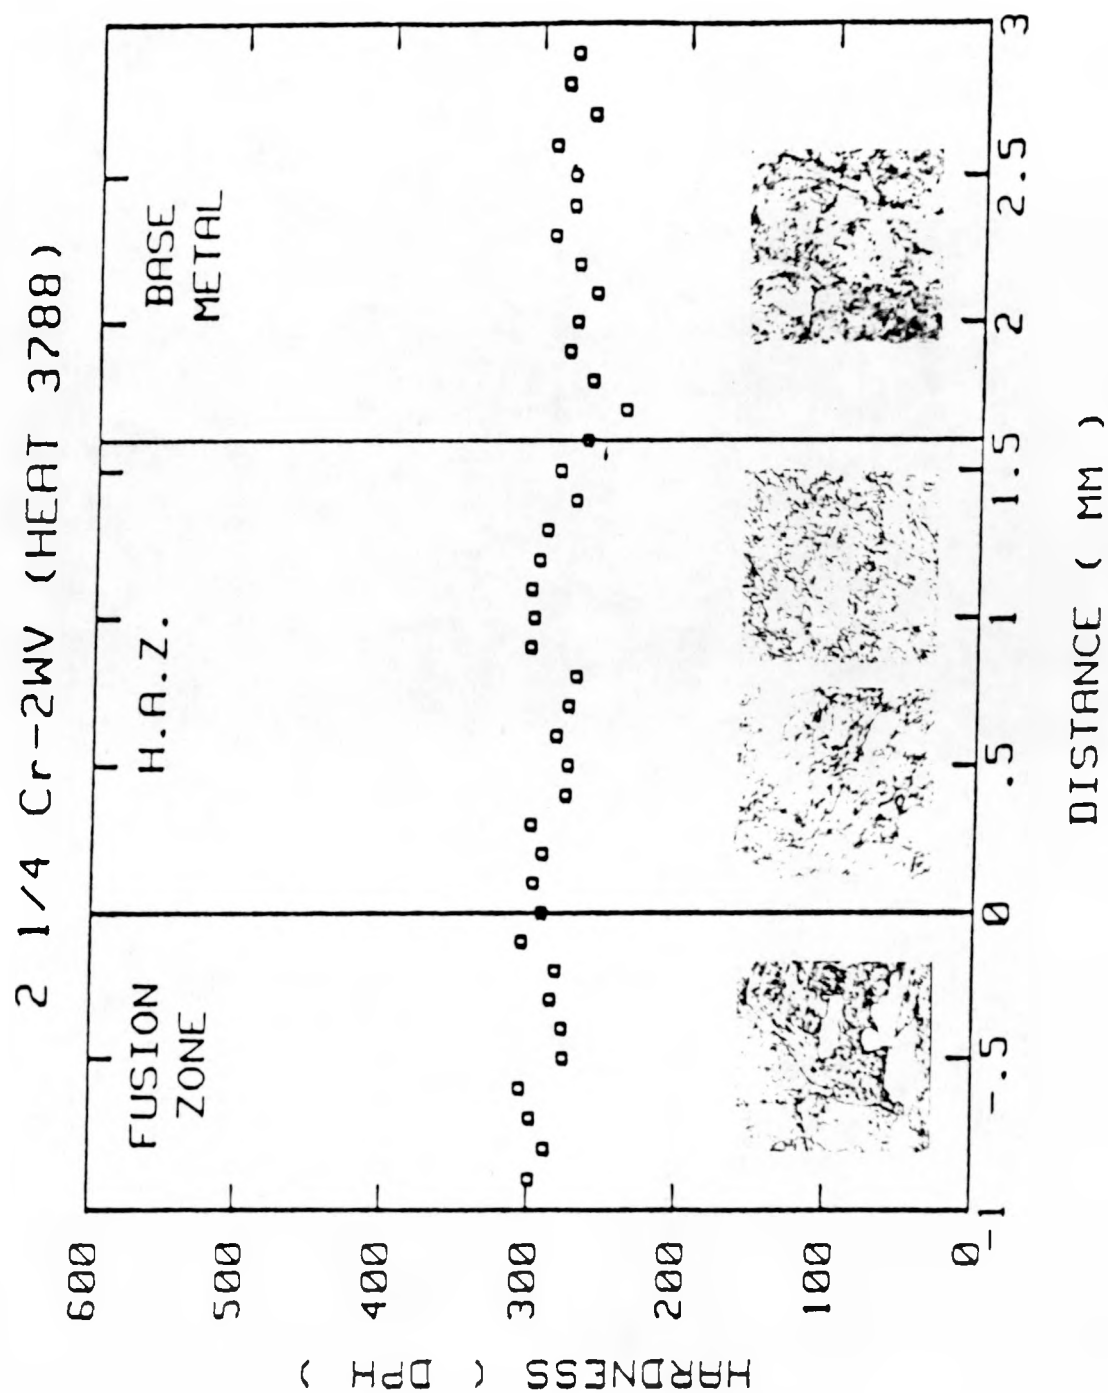 2 1/4 Cr-2WV (HEAT 3788)
FUSION
ZONE
H.A.Z.
BASE
METAL
HARDNESS ( DPH )
600
500
400
300
200
100
0
-1
-.5
0
.5
1
1.5
2
2.5
3
DISTANCE ( MM )